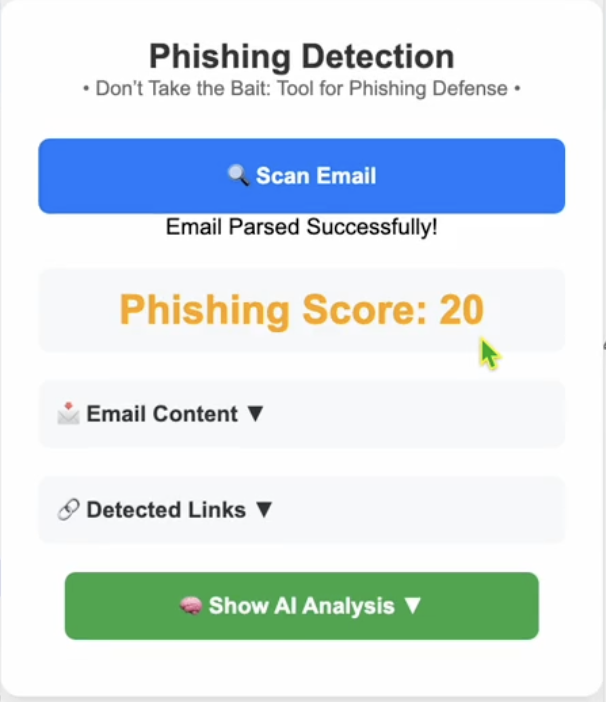 Phishing Detection
• Don't Take the Bait: Tool for Phishing Defense •
🔍 Scan Email
Email Parsed Successfully!
Phishing Score: 20
📩 Email Content ▼
🔗 Detected Links ▼
🧠 Show AI Analysis ▼